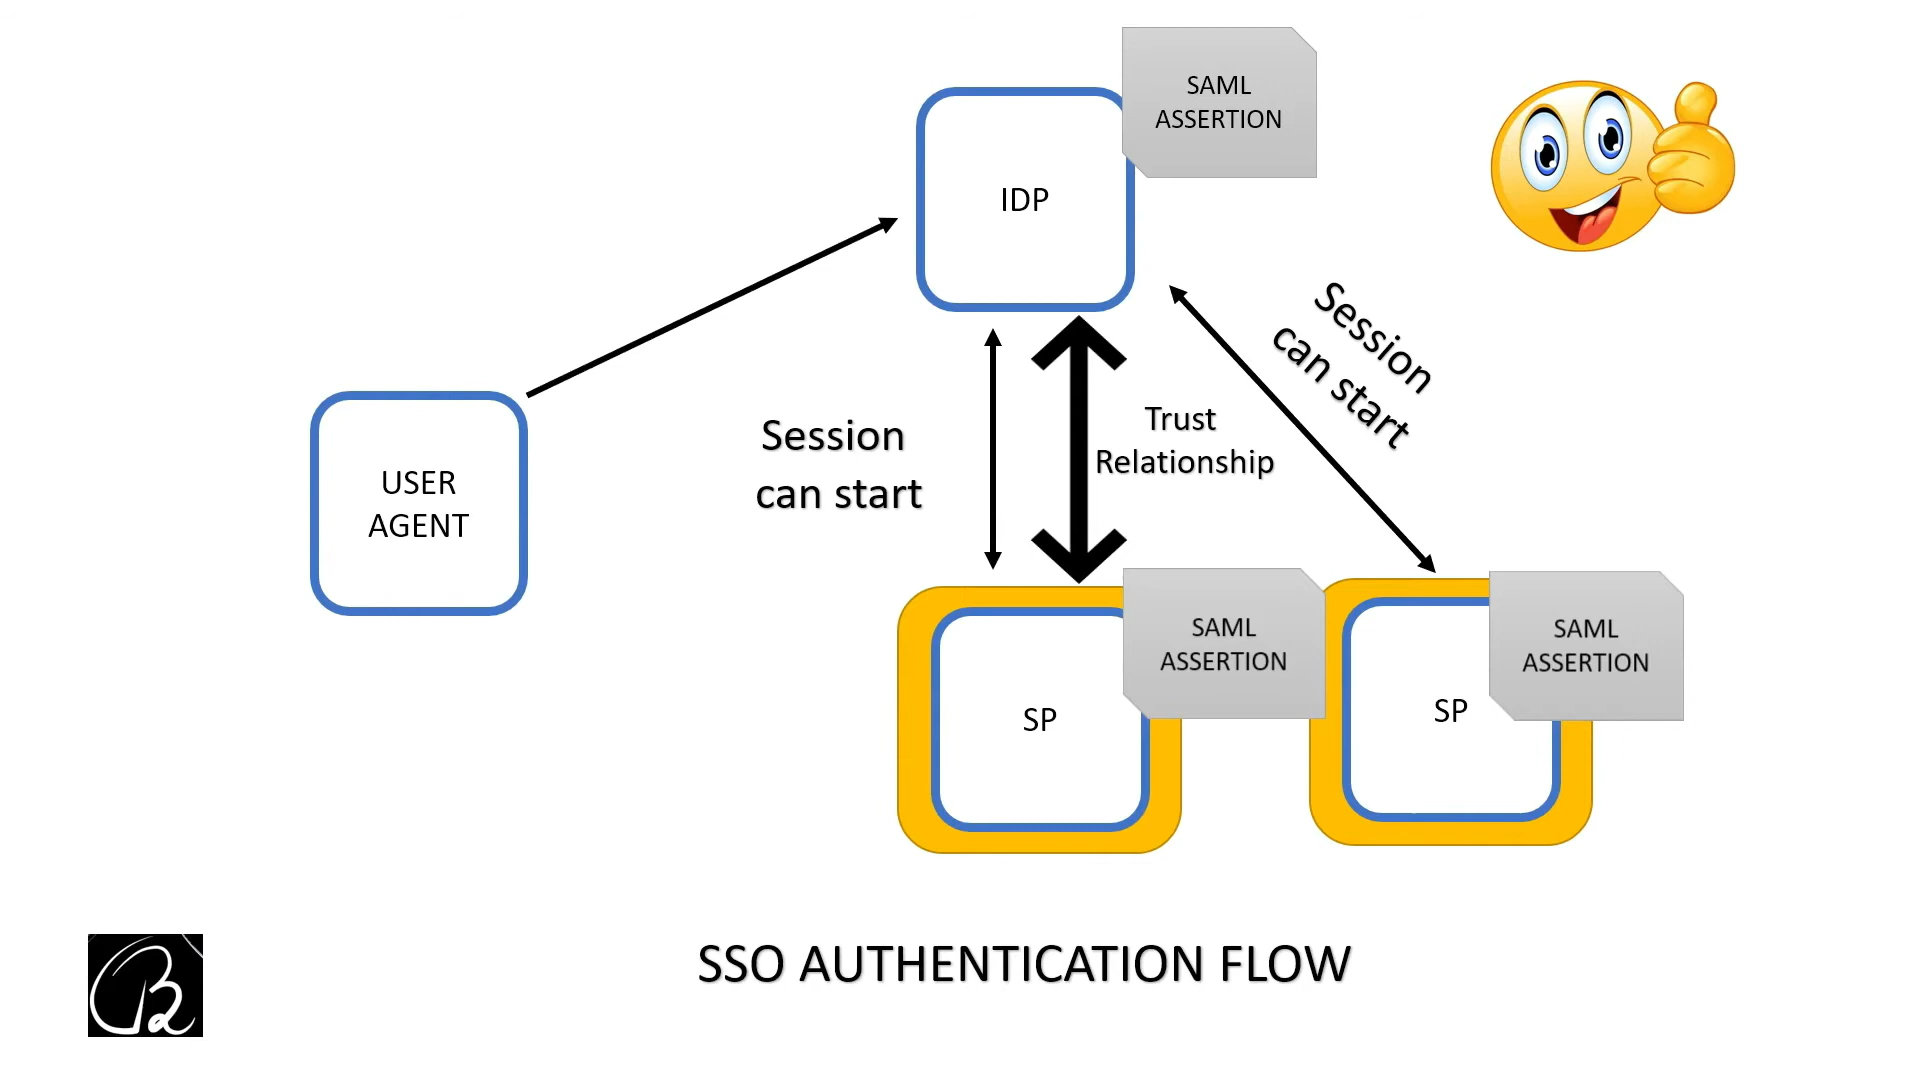 SAML
ASSERTION
IDP
Session
can start
USER
AGENT
Session
can start
Trust
Relationship
SAML
ASSERTION
SP
SAML
ASSERTION
SP
SSO AUTHENTICATION FLOW